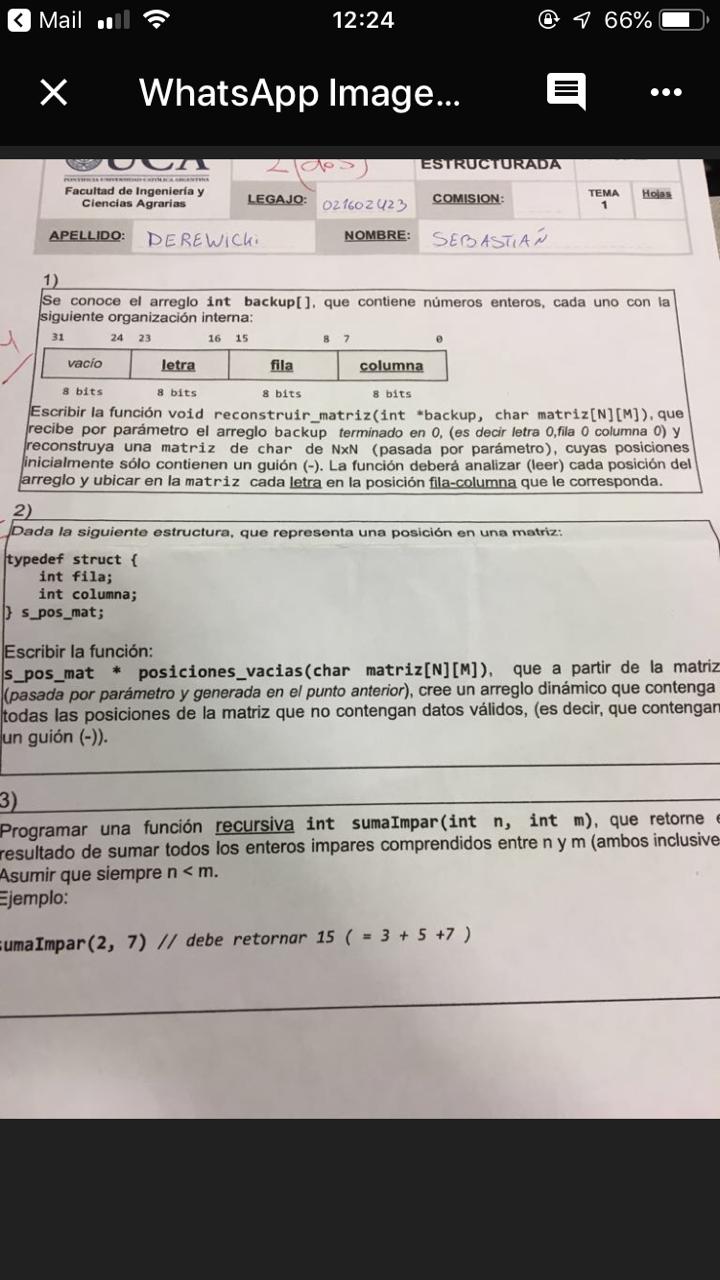 Mail
12:24
66%
WhatsApp Image...
UCA
2 (dos)
ESTRUCTURADA
PONTIFICIA UNIVERSIDAD CATÓLICA ARGENTINA
Facultad de Ingeniería y
Ciencias Agrarias
LEGAJO: 021602423
COMISION:
TEMA
1
Hojas
APELLIDO: DEREWICKi
NOMBRE: SEBASTIAÑ
1)
Se conoce el arreglo int backup[], que contiene números enteros, cada uno con la
siguiente organización interna:
31 24 23 16 15 8 7 0
vacío letra fila columna
8 bits 8 bits 8 bits 8 bits
Escribir la función void reconstruir_matriz(int *backup, char matriz[N][M]), que
recibe por parámetro el arreglo backup terminado en 0, (es decir letra 0,fila 0 columna 0) y
reconstruya una matriz de char de NxN (pasada por parámetro), cuyas posiciones
inicialmente sólo contienen un guión (-). La función deberá analizar (leer) cada posición del
arreglo y ubicar en la matriz cada letra en la posición fila-columna que le corresponda.
2)
Dada la siguiente estructura, que representa una posición en una matriz:
typedef struct {
int fila;
int columna;
} s_pos_mat;
Escribir la función:
s_pos_mat * posiciones_vacias(char matriz[N][M]), que a partir de la matriz
(pasada por parámetro y generada en el punto anterior), cree un arreglo dinámico que contenga
todas las posiciones de la matriz que no contengan datos válidos, (es decir, que contengan
un guión (-)).
3)
Programar una función recursiva int sumaImpar(int n, int m), que retorne e
resultado de sumar todos los enteros impares comprendidos entre n y m (ambos inclusive
Asumir que siempre n < m.
Ejemplo:
sumaImpar(2, 7) // debe retornar 15 ( = 3 + 5 +7 )